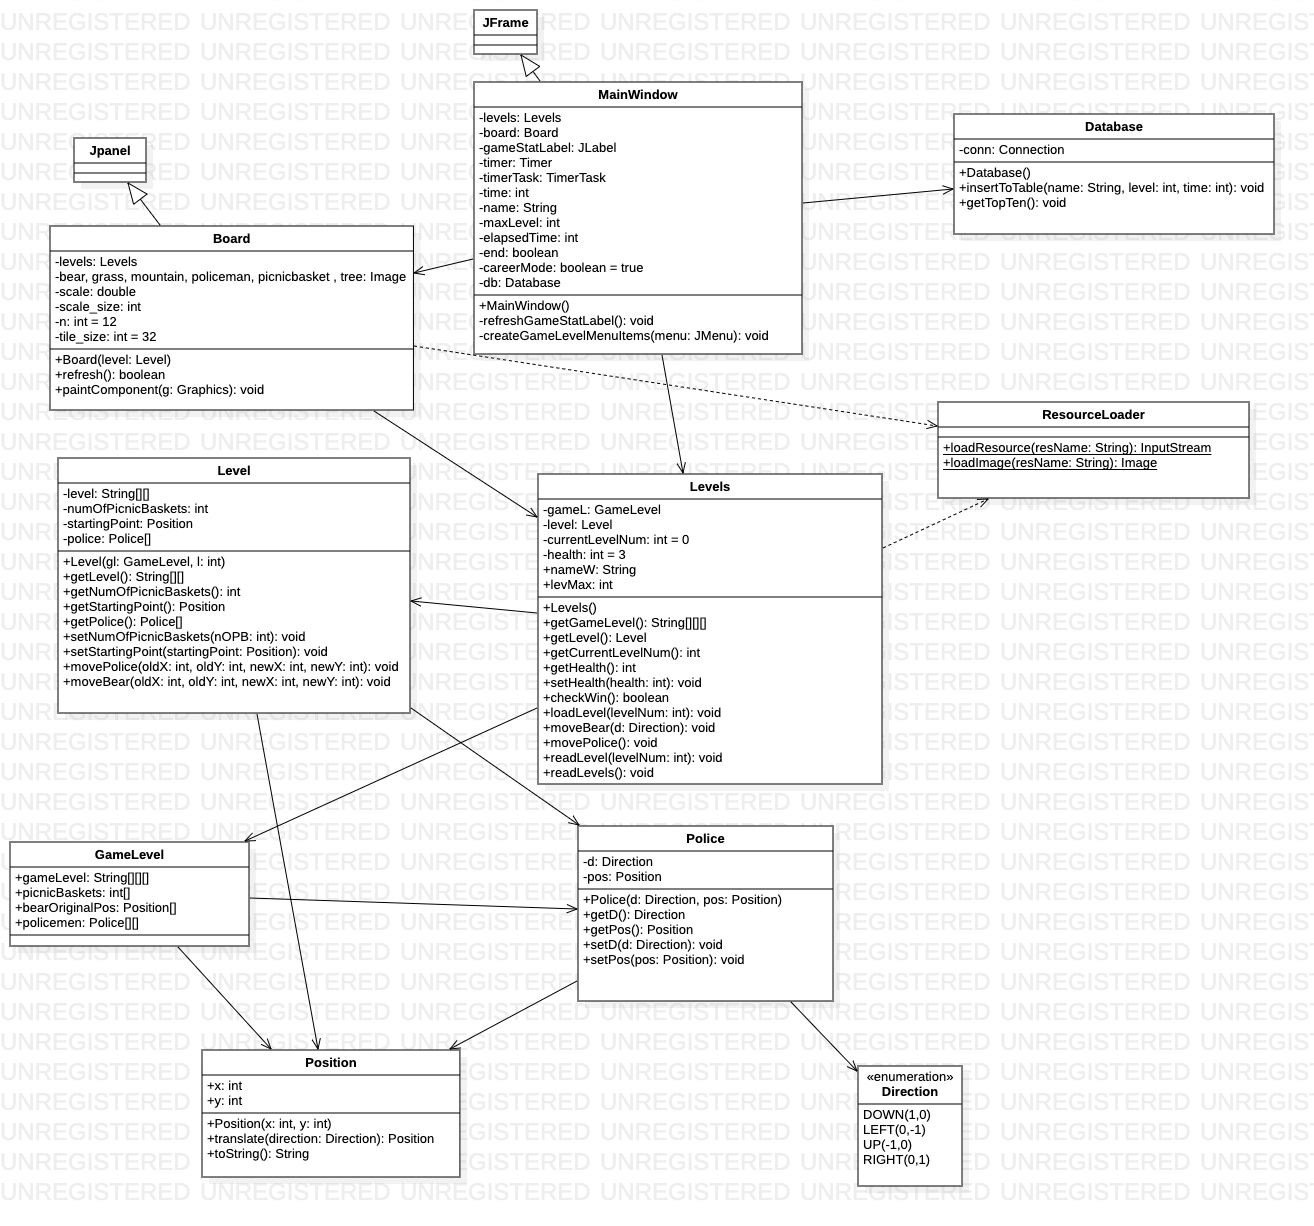 JFrame
MainWindow
-levels: Levels
-board: Board
-gameStatLabel: JLabel
-timer: Timer
-timerTask: TimerTask
-time: int
-name: String
-maxLevel: int
-elapsedTime: int
-end: boolean
-careerMode: boolean = true
-db: Database
+MainWindow()
-refreshGameStatLabel(): void
-createGameLevelMenuItems(menu: JMenu): void
Database
-conn: Connection
+Database()
+insertToTable(name: String, level: int, time: int): void
+getTopTen(): void
Jpanel
Board
-levels: Levels
-bear, grass, mountain, policeman, picnicbasket , tree: Image
-scale: double
-scale_size: int
-n: int = 12
-tile_size: int = 32
+Board(level: Level)
+refresh(): boolean
+paintComponent(g: Graphics): void
ResourceLoader
+loadResource(resName: String): InputStream
+loadImage(resName: String): Image
Level
-level: String[][]
-numOfPicnicBaskets: int
-startingPoint: Position
-police: Police[]
+Level(gl: GameLevel, l: int)
+getLevel(): String[][]
+getNumOfPicnicBaskets(): int
+getStartingPoint(): Position
+getPolice(): Police[]
+setNumOfPicnicBaskets(nOPB: int): void
+setStartingPoint(startingPoint: Position): void
+movePolice(oldX: int, oldY: int, newX: int, newY: int): void
+moveBear(oldX: int, oldY: int, newX: int, newY: int): void
Levels
-gameL: GameLevel
-level: Level
-currentLevelNum: int = 0
-health: int = 3
+nameW: String
+levMax: int
+Levels()
+getGameLevel(): String[][][]
+getLevel(): Level
+getCurrentLevelNum(): int
+getHealth(): int
+setHealth(health: int): void
+checkWin(): boolean
+loadLevel(levelNum: int): void
+moveBear(d: Direction): void
+movePolice(): void
+readLevel(levelNum: int): void
+readLevels(): void
GameLevel
+gameLevel: String[][][]
+picnicBaskets: int[]
+bearOriginalPos: Position[]
+policemen: Police[][]
Police
-d: Direction
-pos: Position
+Police(d: Direction, pos: Position)
+getD(): Direction
+getPos(): Position
+setD(d: Direction): void
+setPos(pos: Position): void
Position
+x: int
+y: int
+Position(x: int, y: int)
+translate(direction: Direction): Position
+toString(): String
«enumeration»
Direction
DOWN(1,0)
LEFT(0,-1)
UP(-1,0)
RIGHT(0,1)
UNREGISTERED